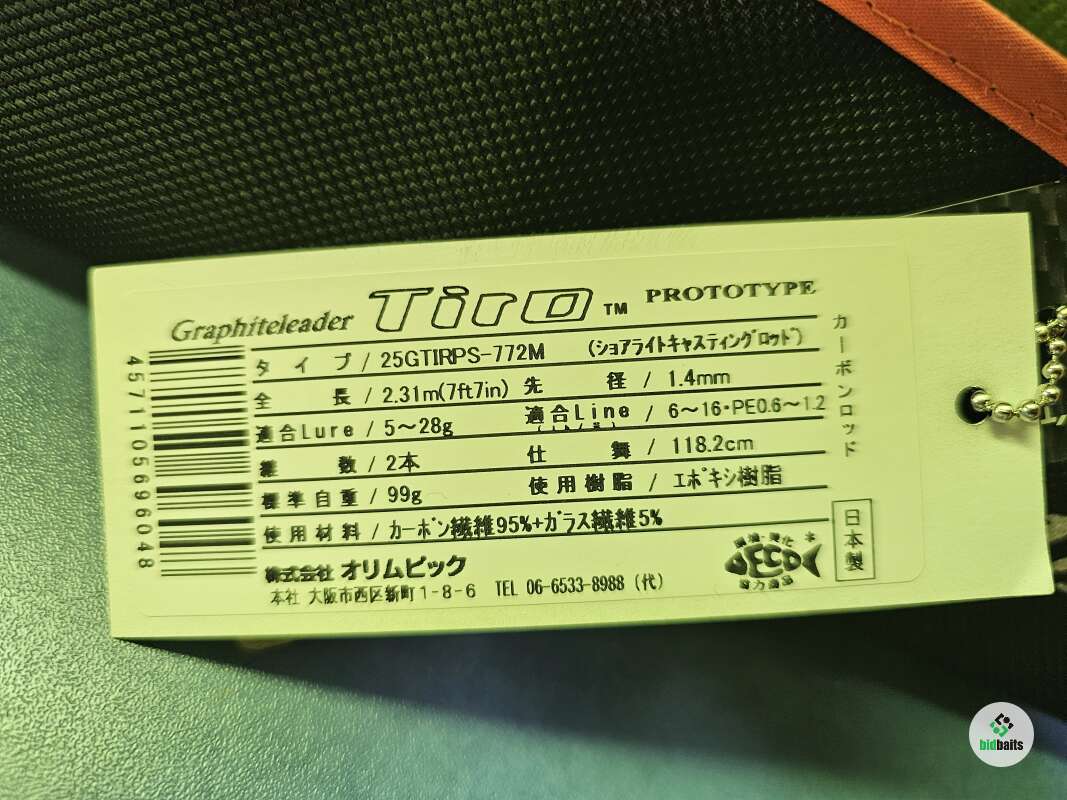 Graphiteleader Tiro TM PROTOTYPE
タイプ / 25GTIRPS-772M (ｼｮｱﾗｲﾄｷｬｽﾃｨﾝｸﾞﾛｯﾄﾞ)
全長 / 2.31m(7ft7in) 先径 / 1.4mm
適合Lure / 5～28g 適合Line / 6～16・PE0.6～1.2
継数 / 2本 仕舞 / 118.2cm
標準自重 / 99g 使用樹脂 / ｴﾎﾟｷｼ樹脂
使用材料 / ｶｰﾎﾞﾝ繊維95%+ｶﾞﾗｽ繊維5%
株式会社 オリムピック
本社 大阪市西区新町1-8-6 TEL 06-6533-8988 (代)
カーボンロッド
日本製
DECO
4571105696048
bidbaits